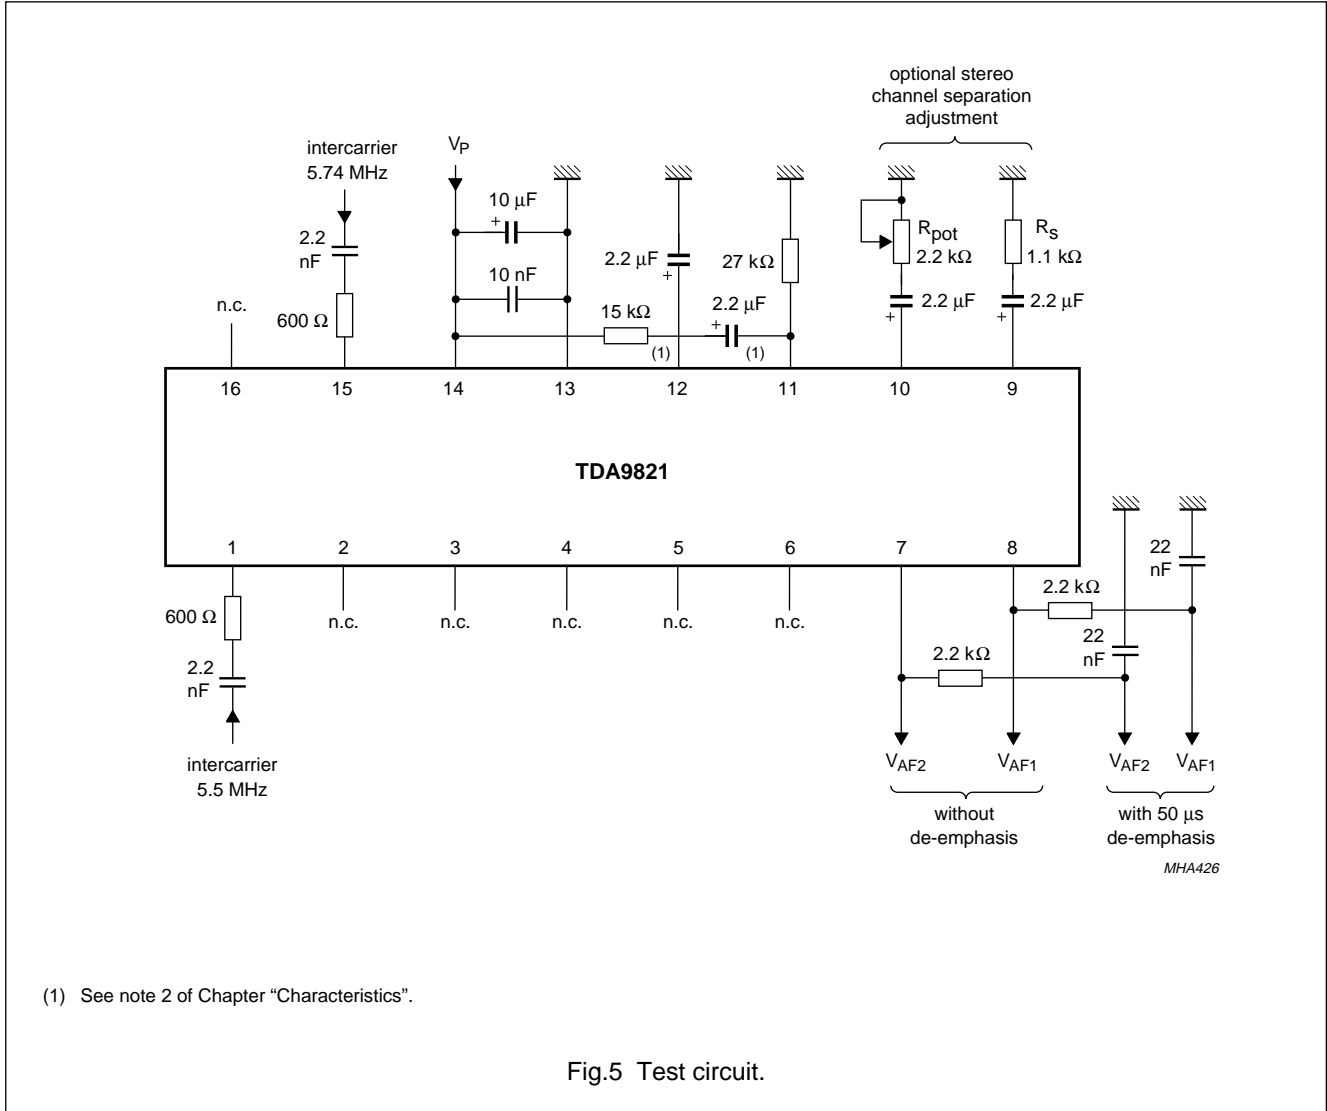 optional stereo
channel separation
adjustment
intercarrier
5.74 MHz
VP
10 μF
+
2.2
nF
10 nF
2.2 μF
+
27 kΩ
Rpot
2.2 kΩ
RS
1.1 kΩ
n.c.
600 Ω
15 kΩ
(1)
2.2 μF
+
(1)
2.2 μF
+
2.2 μF
+
16 15 14 13 12 11 10 9
TDA9821
1 2 3 4 5 6 7 8
600 Ω
2.2
nF
intercarrier
5.5 MHz
n.c. n.c. n.c. n.c. n.c.
22
nF
2.2 kΩ
22
nF
2.2 kΩ
VAF2 VAF1 VAF2 VAF1
without
de-emphasis
with 50 μs
de-emphasis
MHA426
(1) See note 2 of Chapter “Characteristics”.
Fig.5 Test circuit.